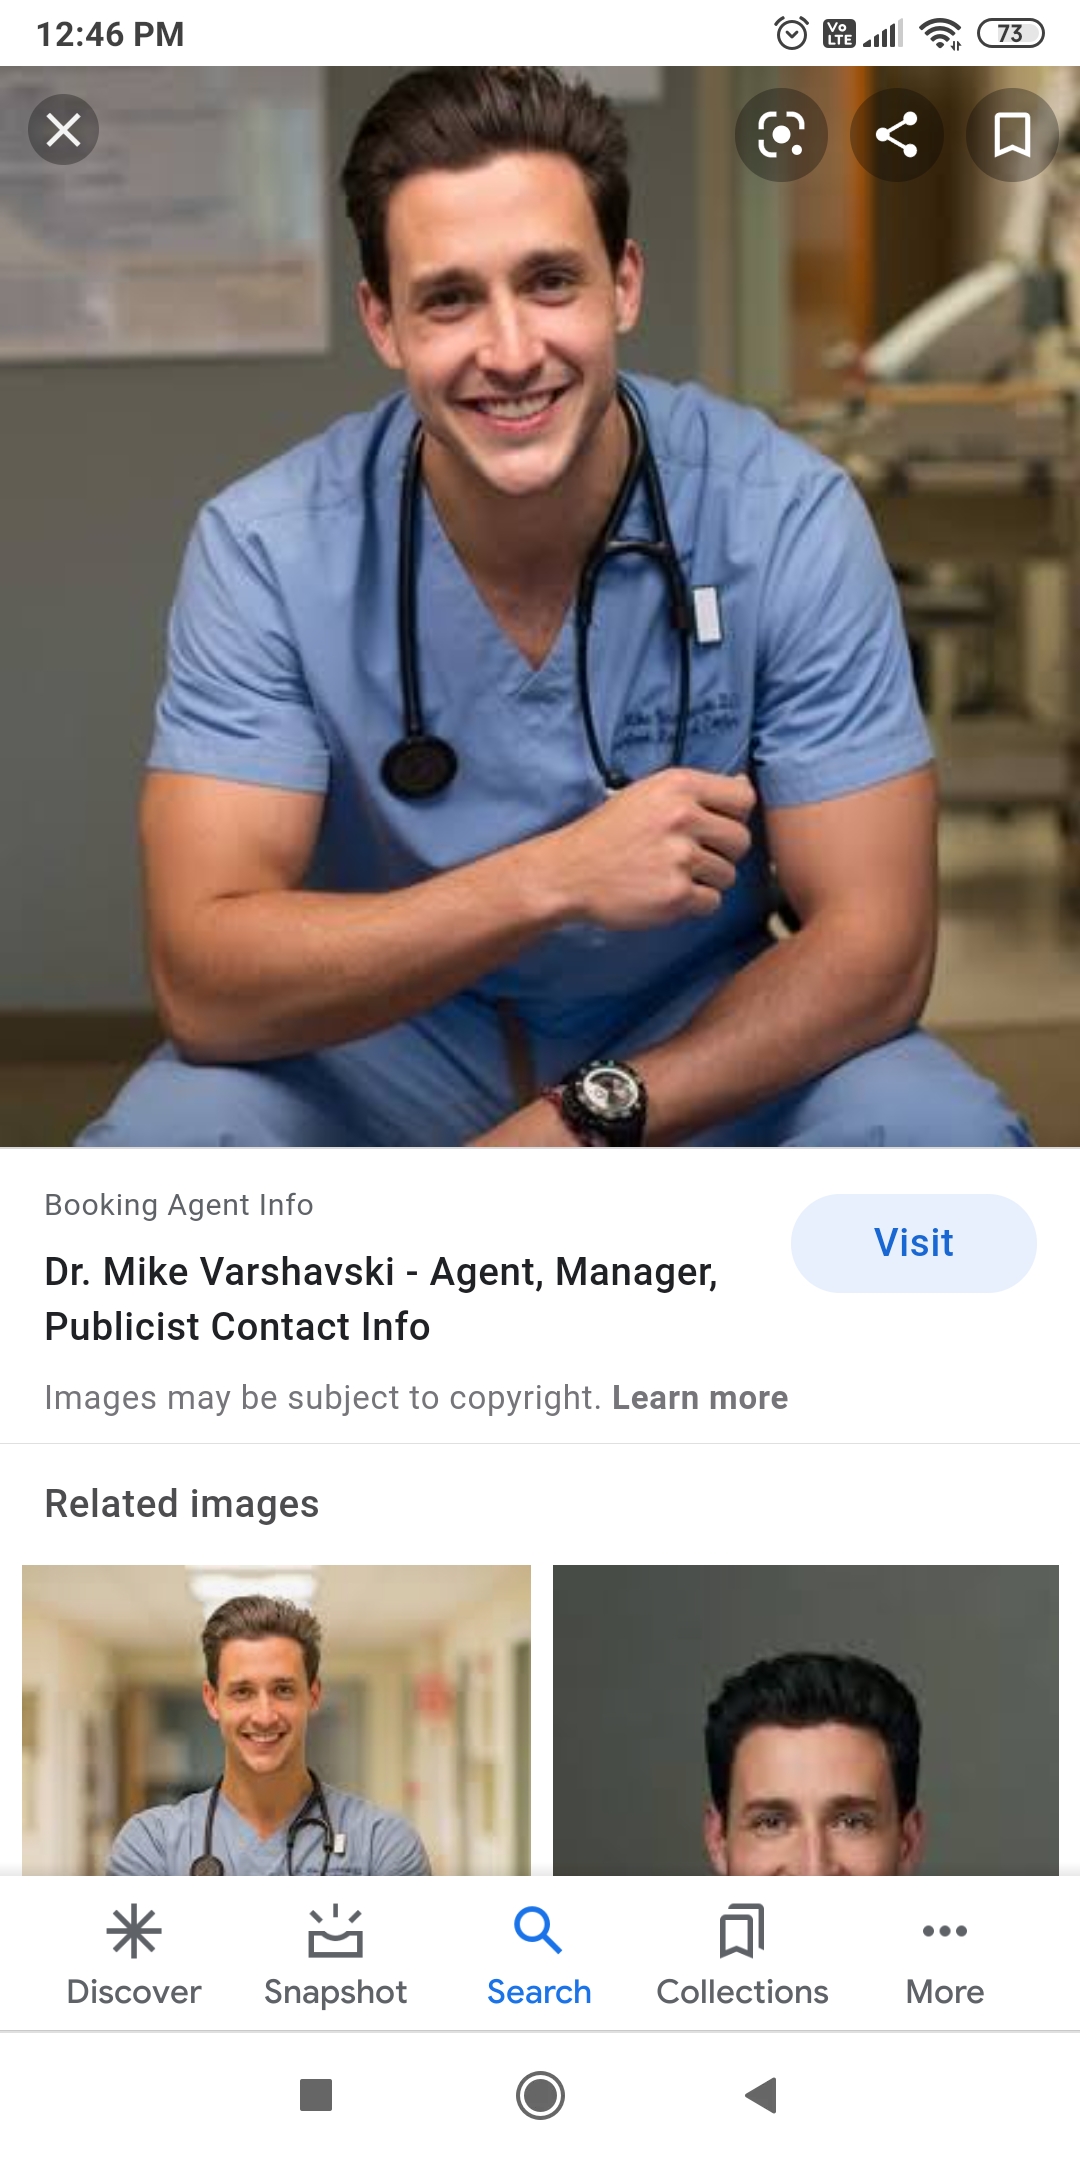 12:46 PM
Vo
LTE
73
Booking Agent Info
Visit
Dr. Mike Varshavski - Agent, Manager,
Publicist Contact Info
Images may be subject to copyright. Learn more
Related images
Discover
Snapshot
Search
Collections
More